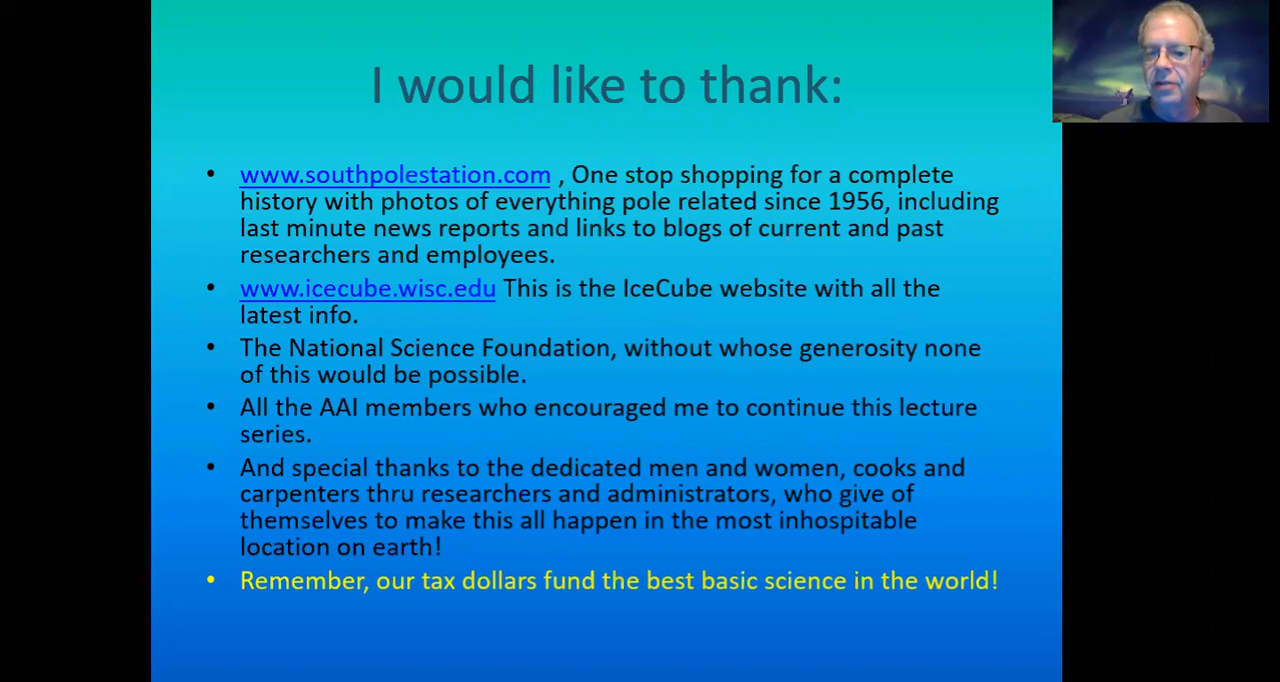 I would like to thank:
• www.southpolestation.com , One stop shopping for a complete
history with photos of everything pole related since 1956, including
last minute news reports and links to blogs of current and past
researchers and employees.
• www.icecube.wisc.edu This is the IceCube website with all the
latest info.
• The National Science Foundation, without whose generosity none
of this would be possible.
• All the AAI members who encouraged me to continue this lecture
series.
• And special thanks to the dedicated men and women, cooks and
carpenters thru researchers and administrators, who give of
themselves to make this all happen in the most inhospitable
location on earth!
• Remember, our tax dollars fund the best basic science in the world!